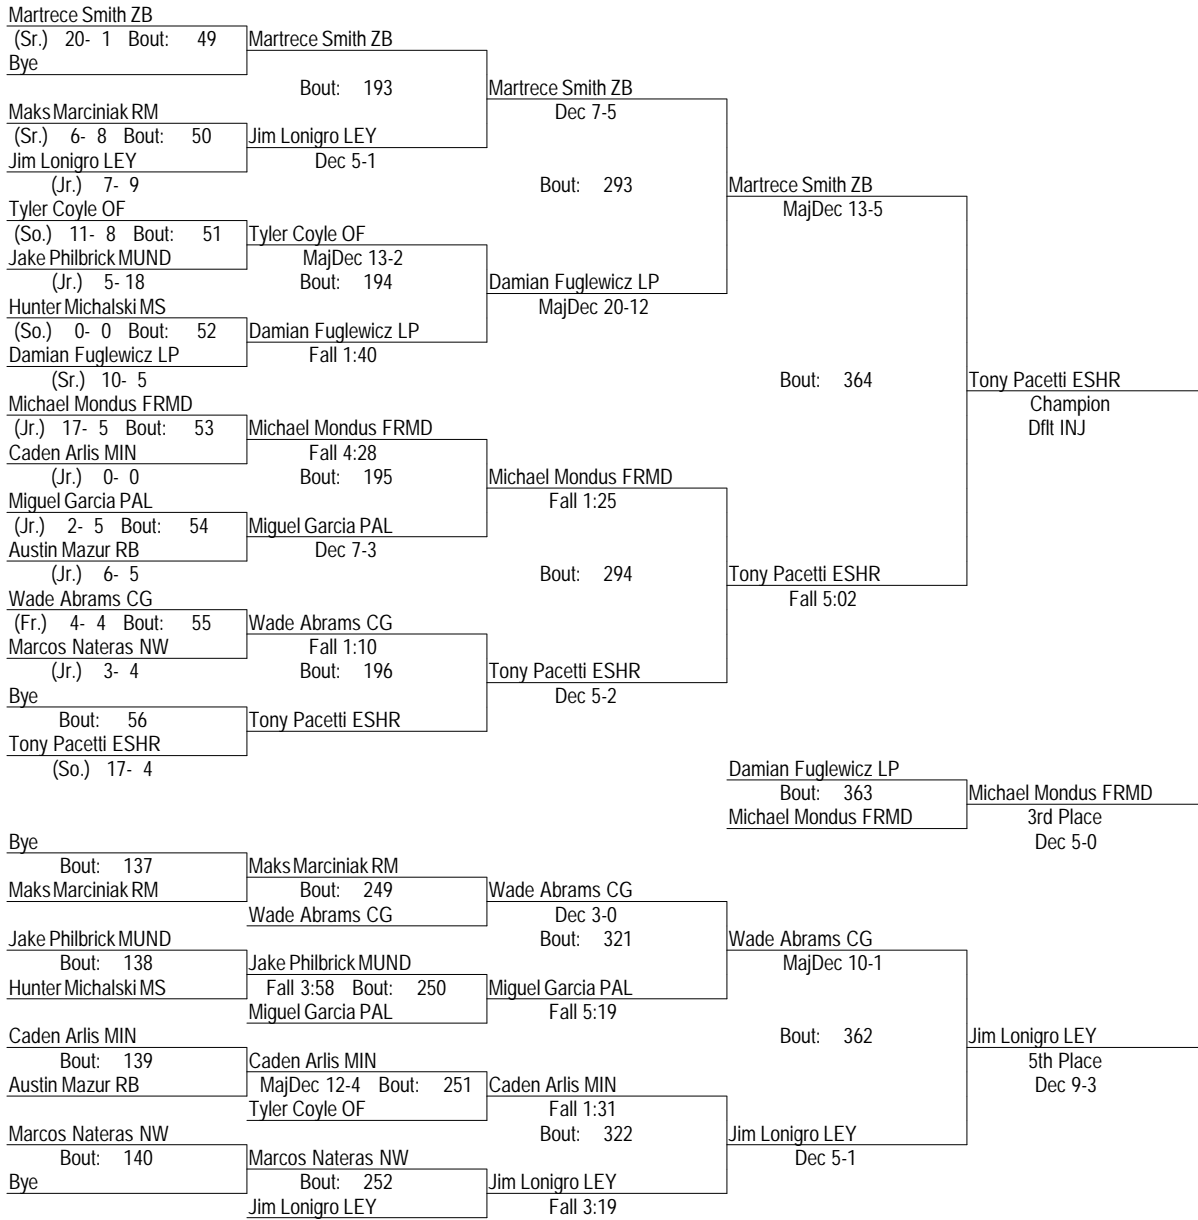 Martrece Smith ZB
(Sr.) 20- 1 Bout: 49 Martrece Smith ZB
Bye
Bout: 193 Martrece Smith ZB
Maks Marciniak RM Dec 7-5
(Sr.) 6- 8 Bout: 50 Jim Lonigro LEY
Jim Lonigro LEY Dec 5-1
(Jr.) 7- 9 Bout: 293 Martrece Smith ZB
Tyler Coyle OF MajDec 13-5
(So.) 11- 8 Bout: 51 Tyler Coyle OF
Jake Philbrick MUND MajDec 13-2
(Jr.) 5- 18 Bout: 194 Damian Fuglewicz LP
Hunter Michalski MS MajDec 20-12
(So.) 0- 0 Bout: 52 Damian Fuglewicz LP
Damian Fuglewicz LP Fall 1:40
(Sr.) 10- 5 Bout: 364 Tony Pacetti ESHR
Michael Mondus FRMD Champion
(Jr.) 17- 5 Bout: 53 Michael Mondus FRMD Dflt INJ
Caden Arlis MIN Fall 4:28
(Jr.) 0- 0 Bout: 195 Michael Mondus FRMD
Miguel Garcia PAL Fall 1:25
(Jr.) 2- 5 Bout: 54 Miguel Garcia PAL
Austin Mazur RB Dec 7-3
(Jr.) 6- 5 Bout: 294 Tony Pacetti ESHR
Wade Abrams CG Fall 5:02
(Fr.) 4- 4 Bout: 55 Wade Abrams CG
Marcos Nateras NW Fall 1:10
(Jr.) 3- 4 Bout: 196 Tony Pacetti ESHR
Bye Dec 5-2
Bout: 56 Tony Pacetti ESHR
Tony Pacetti ESHR
(So.) 17- 4 Damian Fuglewicz LP
Bout: 363 Michael Mondus FRMD
Michael Mondus FRMD 3rd Place
Bye Dec 5-0
Bout: 137 Maks Marciniak RM
Maks Marciniak RM Bout: 249 Wade Abrams CG
Wade Abrams CG Dec 3-0
Jake Philbrick MUND Bout: 321 Wade Abrams CG
Bout: 138 Jake Philbrick MUND MajDec 10-1
Hunter Michalski MS Fall 3:58 Bout: 250 Miguel Garcia PAL
Miguel Garcia PAL Fall 5:19
Caden Arlis MIN Bout: 362 Jim Lonigro LEY
Bout: 139 Caden Arlis MIN 5th Place
Austin Mazur RB MajDec 12-4 Bout: 251 Caden Arlis MIN Dec 9-3
Tyler Coyle OF Fall 1:31
Marcos Nateras NW Bout: 322 Jim Lonigro LEY
Bout: 140 Marcos Nateras NW Dec 5-1
Bye Bout: 252 Jim Lonigro LEY
Jim Lonigro LEY Fall 3:19